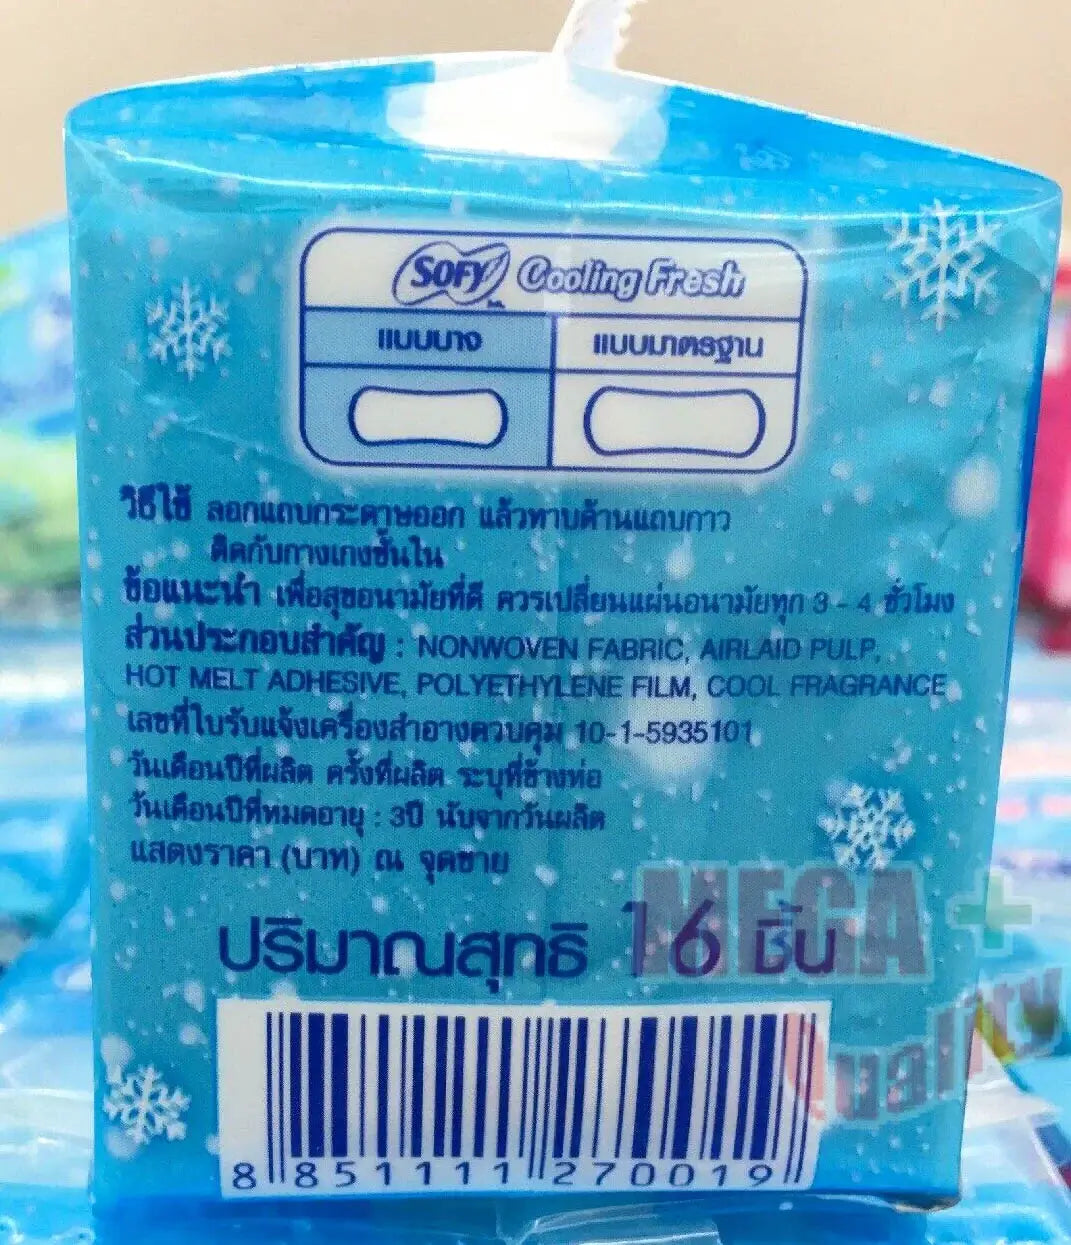 SOFY Cooling Fresh
แบบบาง
แบบมาตรฐาน
วิธีใช้ ลอกแถบกระดาษออก แล้วทาบด้านแถบกาว
ติดกับกางเกงชั้นใน
ข้อแนะนำ เพื่อสุขอนามัยที่ดี ควรเปลี่ยนแผ่นอนามัยทุก 3 - 4 ชั่วโมง
ส่วนประกอบสำคัญ : NONWOVEN FABRIC, AIRLAID PULP,
HOT MELT ADHESIVE, POLYETHYLENE FILM, COOL FRAGRANCE
เลขที่ใบรับแจ้งเครื่องสำอางควบคุม 10-1-5935101
วันเดือนปีที่ผลิต ครั้งที่ผลิต ระบุที่ข้างห่อ
วันเดือนปีที่หมดอายุ : 3ปี นับจากวันผลิต
แสดงราคา (บาท) ณ จุดขาย
ปริมาณสุทธิ 16 ชิ้น
MEGA +
Quality
8 851111 270019